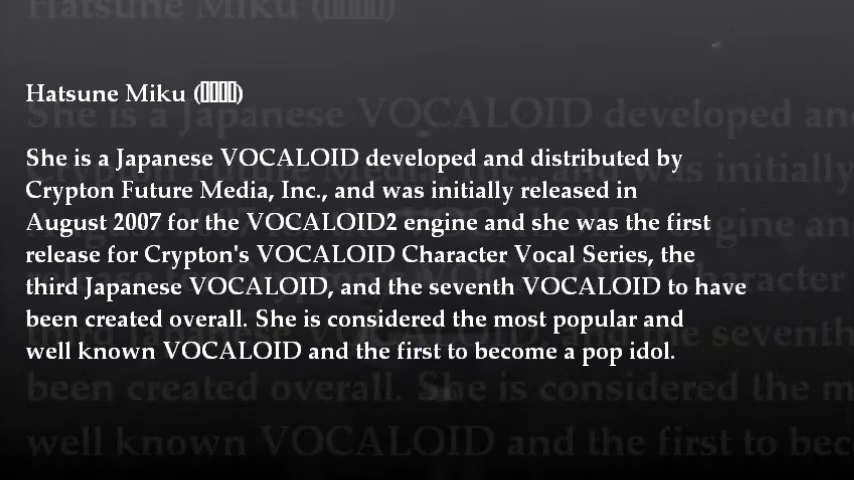 Hatsune Miku ()
She is a Japanese VOCALOID developed and distributed by
Crypton Future Media, Inc., and was initially released in
August 2007 for the VOCALOID2 engine and she was the first
release for Crypton's VOCALOID Character Vocal Series, the
third Japanese VOCALOID, and the seventh VOCALOID to have
been created overall. She is considered the most popular and
well known VOCALOID and the first to become a pop idol.